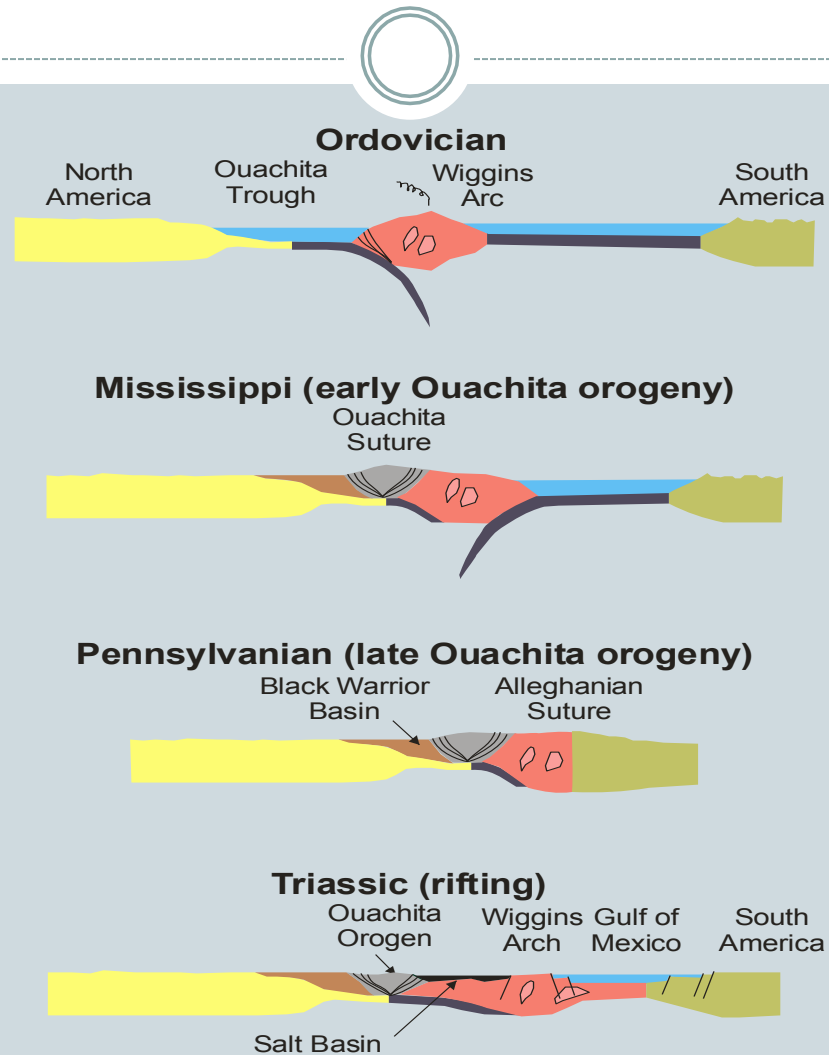 Ordovician
North
America
Ouachita
Trough
Wiggins
Arc
South
America
Mississippi (early Ouachita orogeny)
Ouachita
Suture
Pennsylvanian (late Ouachita orogeny)
Black Warrior
Basin
Alleghanian
Suture
Triassic (rifting)
Ouachita
Orogen
Wiggins
Arch
Gulf of
Mexico
South
America
Salt Basin